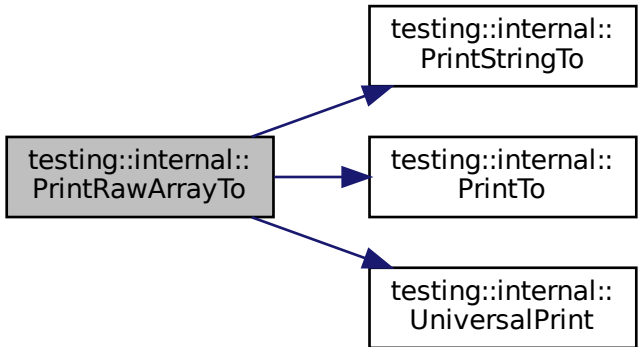 testing::internal::
PrintStringTo
testing::internal::
PrintRawArrayTo
testing::internal::
PrintTo
testing::internal::
UniversalPrint